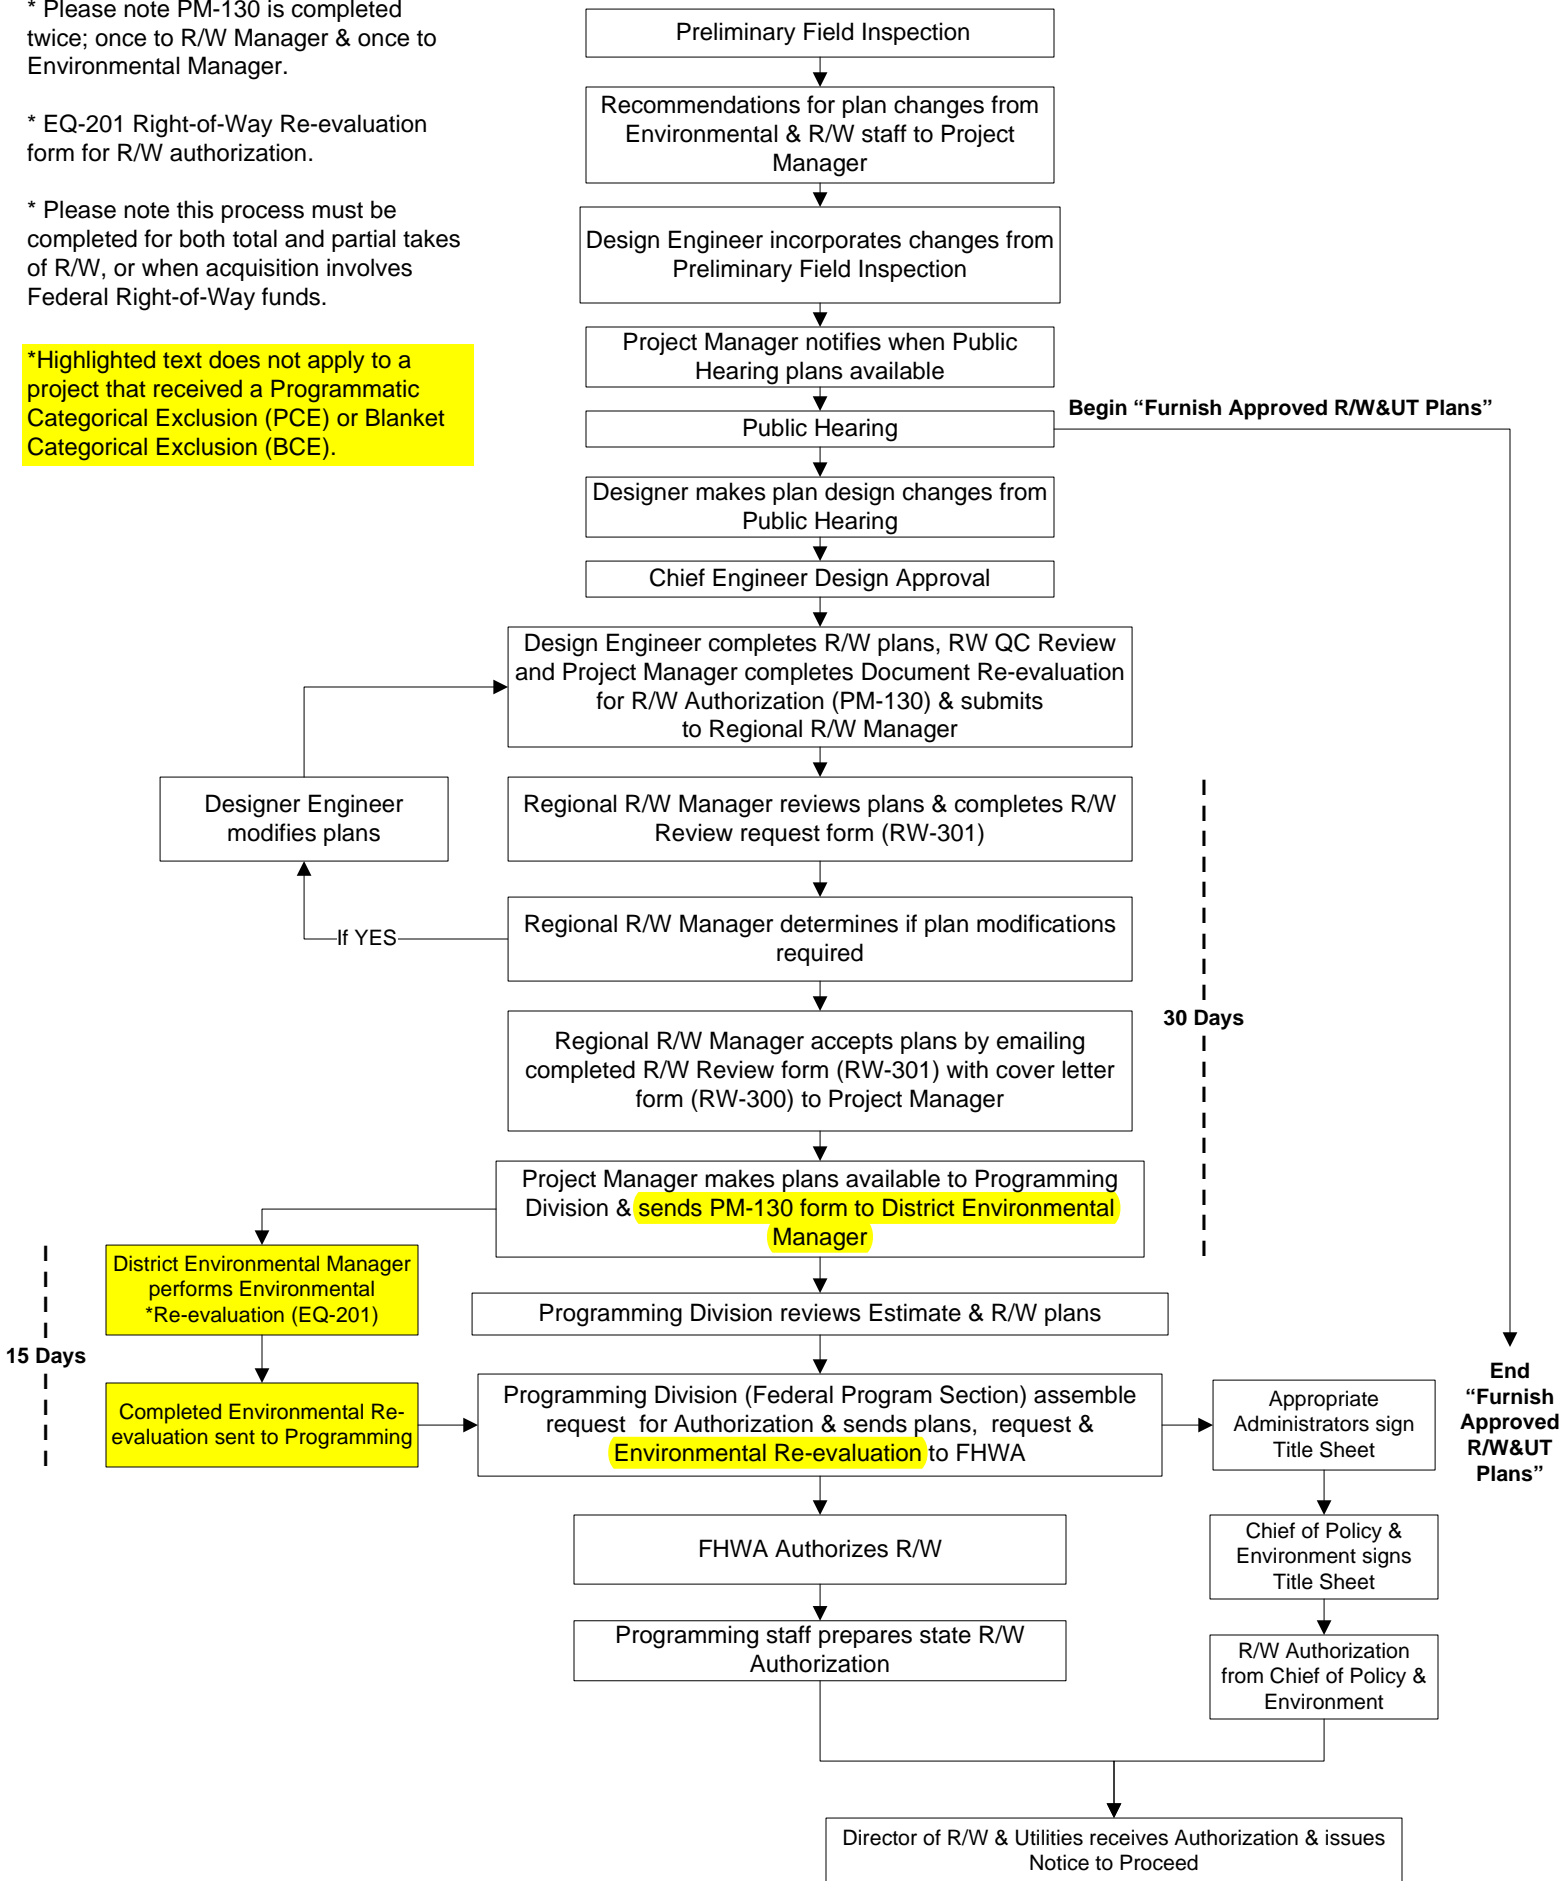 * Please note PM-130 is completed
twice; once to R/W Manager & once to
Environmental Manager.
* EQ-201 Right-of-Way Re-evaluation
form for R/W authorization.
* Please note this process must be
completed for both total and partial takes
of R/W, or when acquisition involves
Federal Right-of-Way funds.
*Highlighted text does not apply to a
project that received a Programmatic
Categorical Exclusion (PCE) or Blanket
Categorical Exclusion (BCE).
Preliminary Field Inspection
Recommendations for plan changes from
Environmental & R/W staff to Project
Manager
Design Engineer incorporates changes from
Preliminary Field Inspection
Project Manager notifies when Public
Hearing plans available
Public Hearing
Begin “Furnish Approved R/W&UT Plans”
Designer makes plan design changes from
Public Hearing
Chief Engineer Design Approval
Design Engineer completes R/W plans, RW QC Review
and Project Manager completes Document Re-evaluation
for R/W Authorization (PM-130) & submits
to Regional R/W Manager
Designer Engineer
modifies plans
Regional R/W Manager reviews plans & completes R/W
Review request form (RW-301)
If YES
Regional R/W Manager determines if plan modifications
required
30 Days
Regional R/W Manager accepts plans by emailing
completed R/W Review form (RW-301) with cover letter
form (RW-300) to Project Manager
Project Manager makes plans available to Programming
Division & sends PM-130 form to District Environmental
Manager
District Environmental Manager
performs Environmental
*Re-evaluation (EQ-201)
15 Days
Programming Division reviews Estimate & R/W plans
Completed Environmental Re-
evaluation sent to Programming
Programming Division (Federal Program Section) assemble
request for Authorization & sends plans, request &
Environmental Re-evaluation to FHWA
Appropriate
Administrators sign
Title Sheet
End
“Furnish
Approved
R/W&UT
Plans”
FHWA Authorizes R/W
Chief of Policy &
Environment signs
Title Sheet
Programming staff prepares state R/W
Authorization
R/W Authorization
from Chief of Policy &
Environment
Director of R/W & Utilities receives Authorization & issues
Notice to Proceed